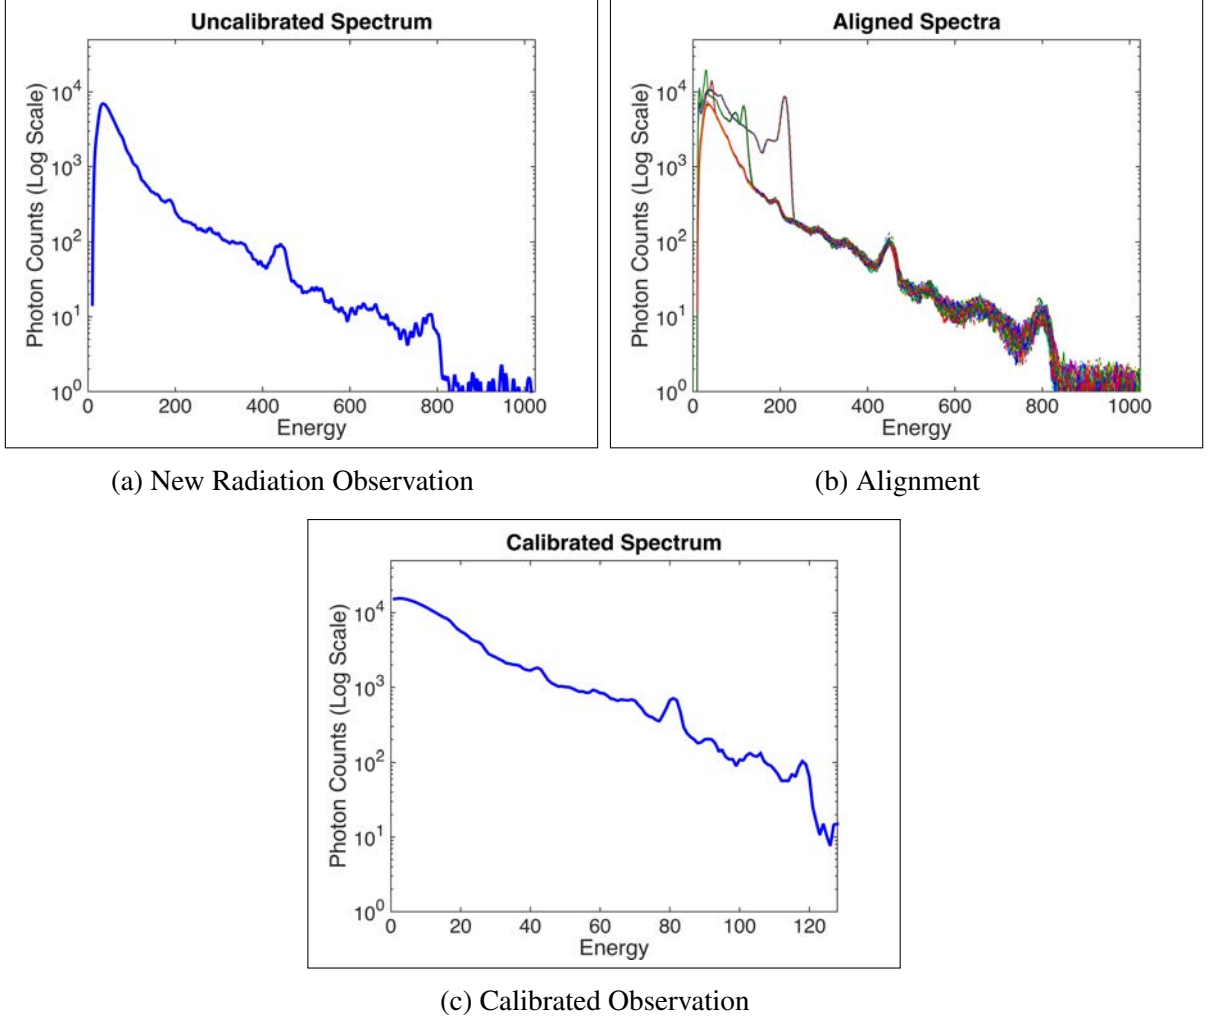 Uncalibrated Spectrum
Photon Counts (Log Scale)
10^4
10^3
10^2
10^1
10^0
0 200 400 600 800 1000
Energy
(a) New Radiation Observation
Aligned Spectra
Photon Counts (Log Scale)
10^4
10^3
10^2
10^1
10^0
0 200 400 600 800 1000
Energy
(b) Alignment
Calibrated Spectrum
Photon Counts (Log Scale)
10^4
10^3
10^2
10^1
10^0
0 20 40 60 80 100 120
Energy
(c) Calibrated Observation